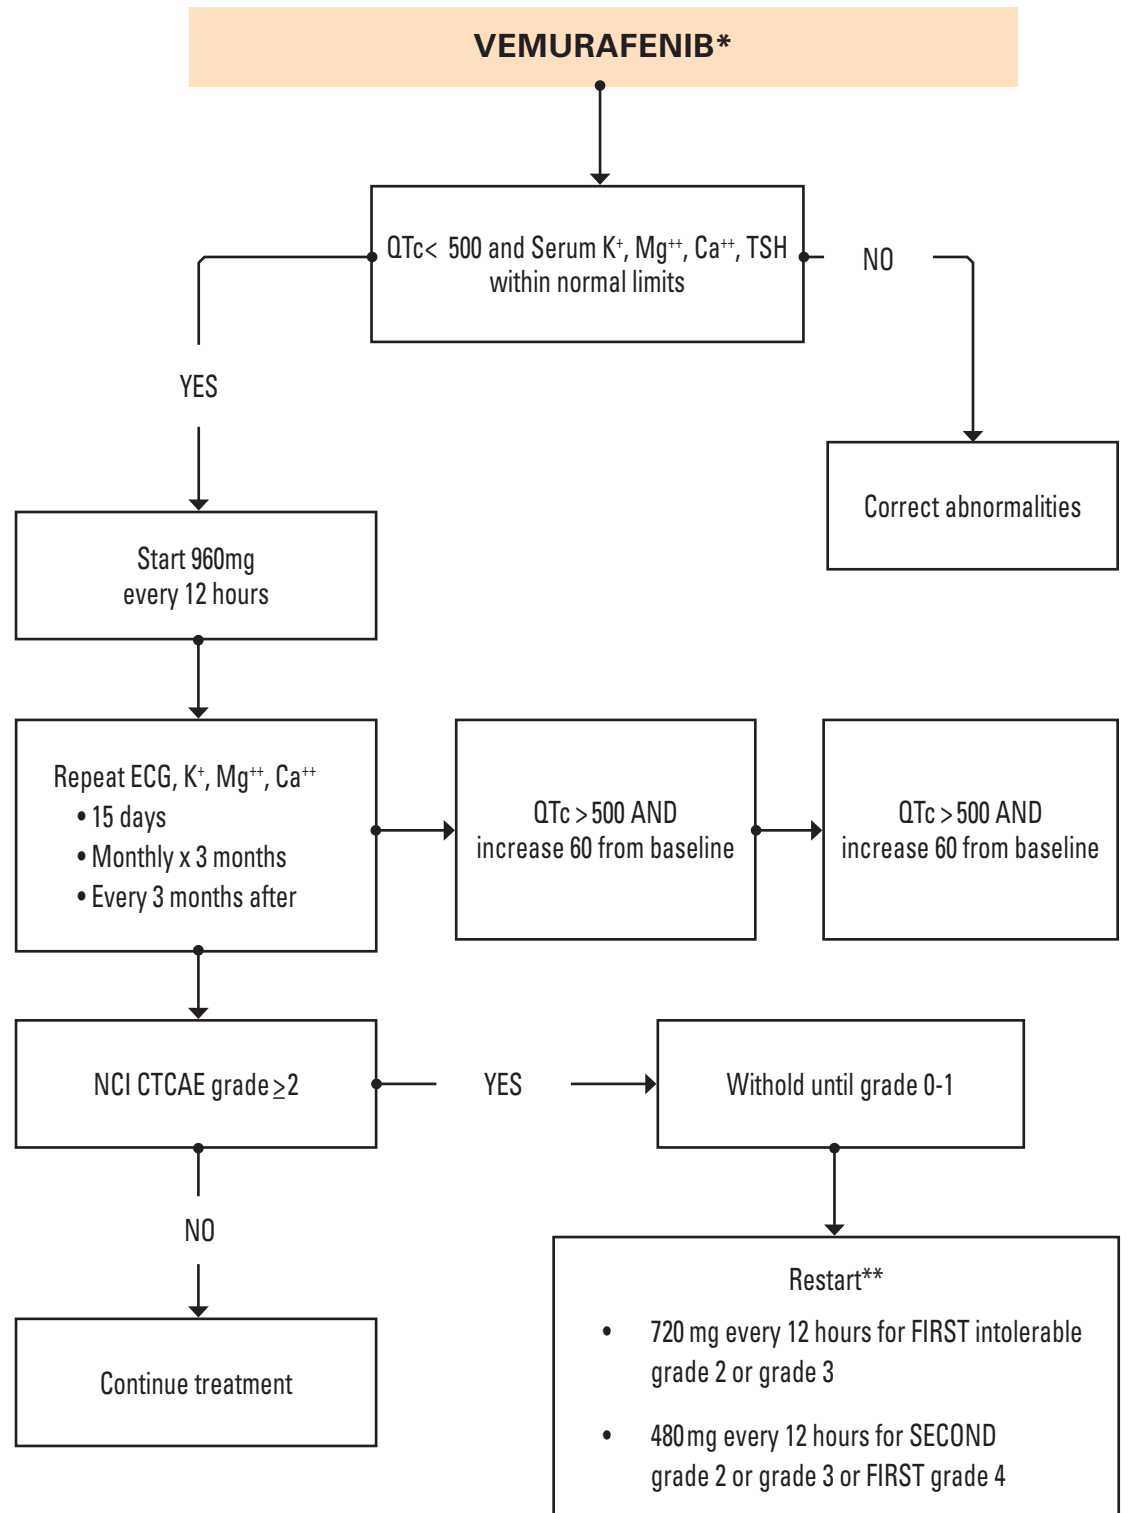 VEMURAFENIB*
QTc< 500 and Serum K⁺, Mg⁺⁺, Ca⁺⁺, TSH
within normal limits
NO
YES
Correct abnormalities
Start 960mg
every 12 hours
Repeat ECG, K⁺, Mg⁺⁺, Ca⁺⁺
• 15 days
• Monthly x 3 months
• Every 3 months after
QTc >500 AND
increase 60 from baseline
QTc >500 AND
increase 60 from baseline
NCI CTCAE grade ≥2
YES
Withold until grade 0-1
NO
Continue treatment
Restart**
• 720 mg every 12 hours for FIRST intolerable
grade 2 or grade 3
• 480 mg every 12 hours for SECOND
grade 2 or grade 3 or FIRST grade 4